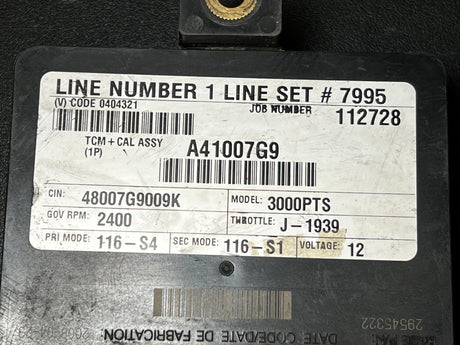 LINE NUMBER 1 LINE SET # 7995
(V) CODE 0404321
JOB NUMBER 112728
TCM + CAL ASSY
(1P)
A41007G9
CIN: 48007G9009K
MODEL: 3000PTS
GOV RPM: 2400
THROTTLE: J-1939
PRI MODE: 116-S4
SEC MODE: 116-S1
VOLTAGE: 12
29545322
DATE CODE/DATE DE FABRICATION